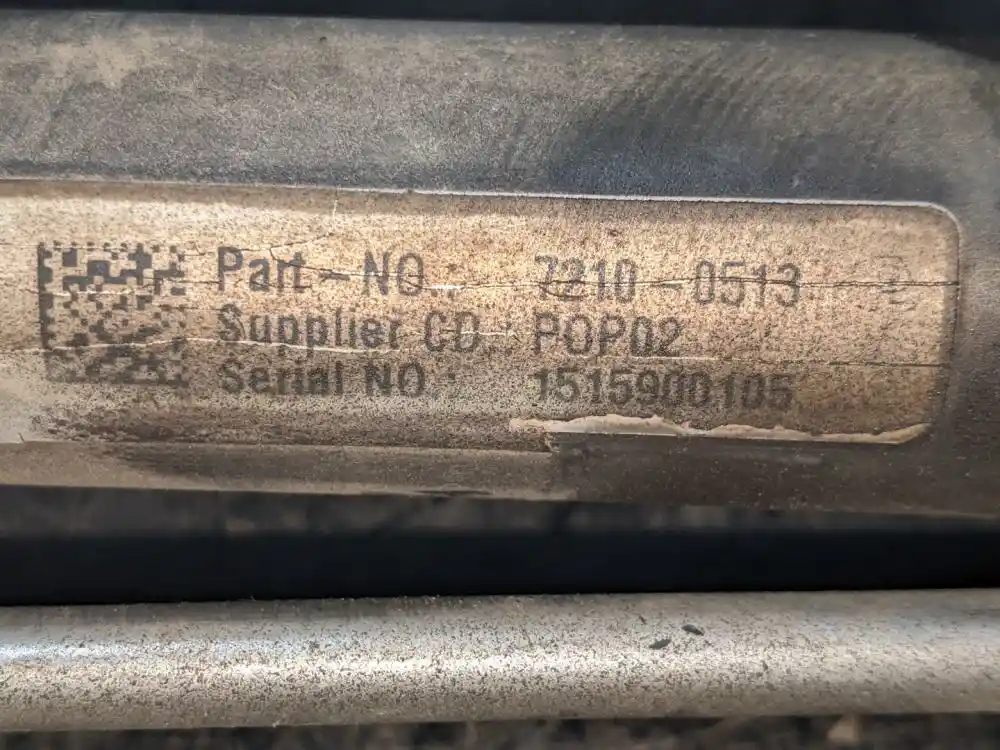 Part-NO. 7210-0513
Supplier CD : POP02
Serial NO : 1515900105